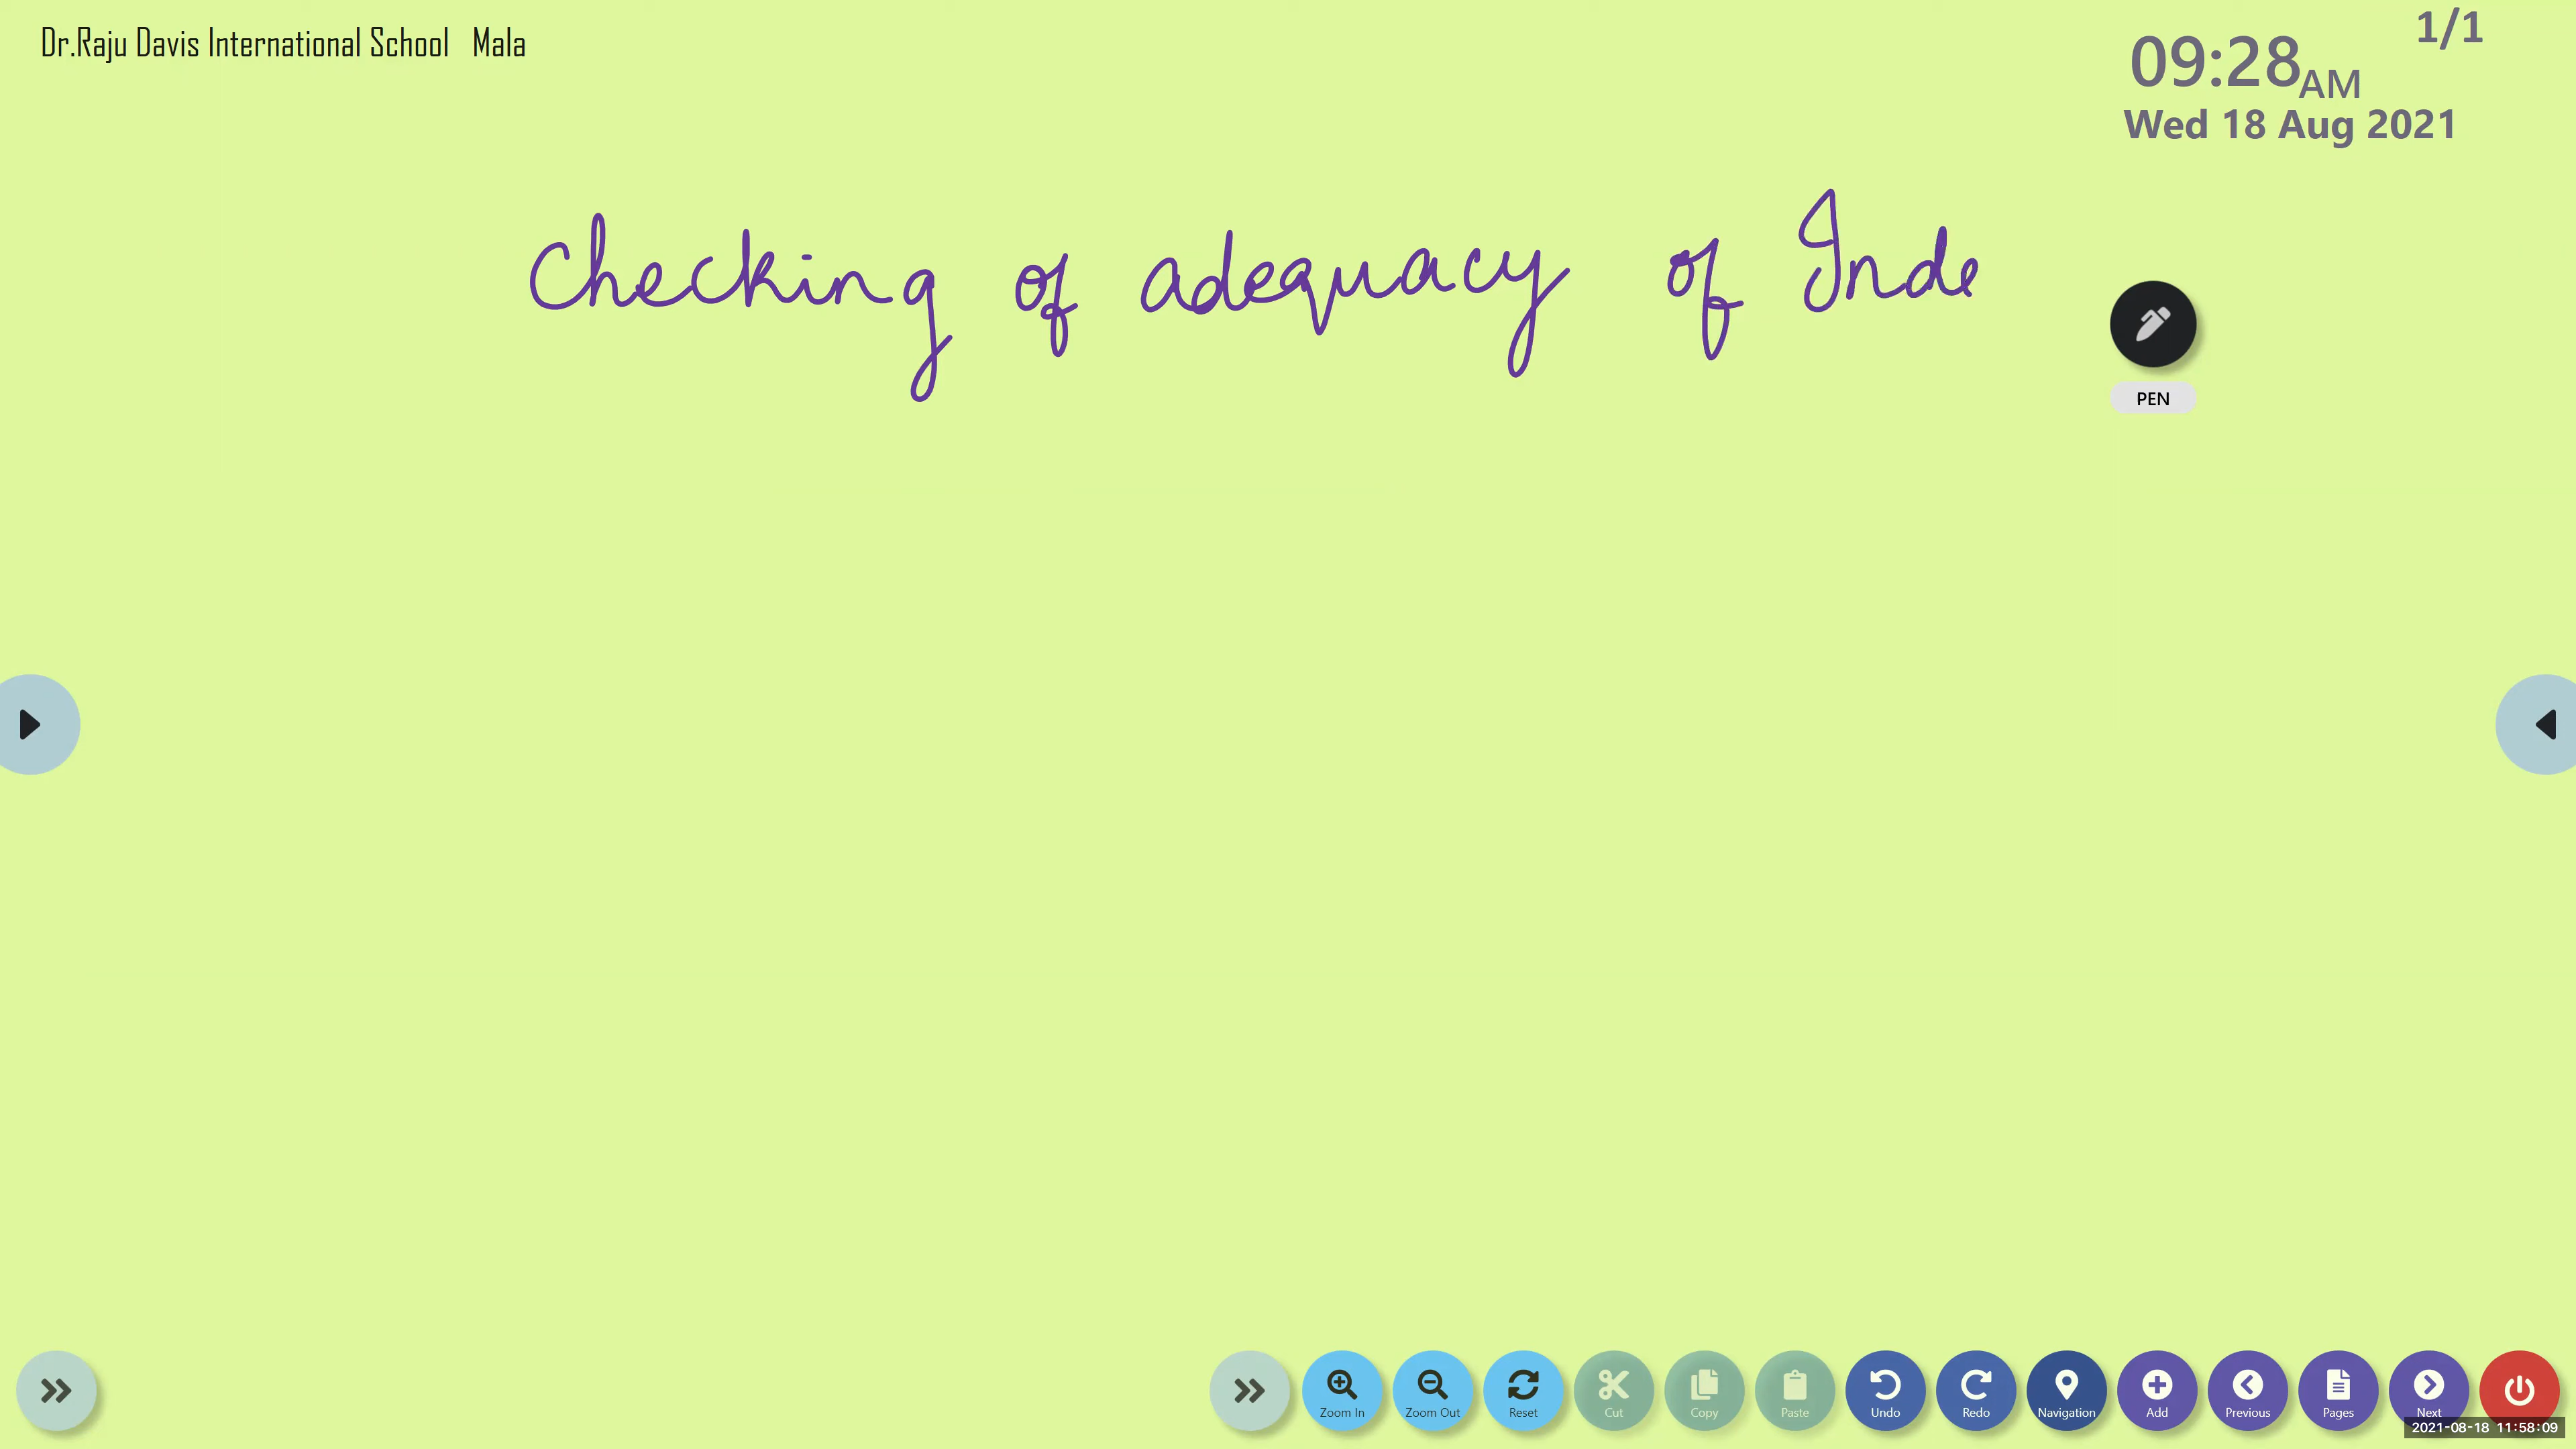 Dr.Raju Davis International School Mala
1/1
09:28 AM
Wed 18 Aug 2021
Checking of adequacy of Inde
PEN
Zoom In
Zoom Out
Reset
Cut
Copy
Paste
Undo
Redo
Navigation
Add
Previous
Pages
Next
2021-08-18 11:58:09